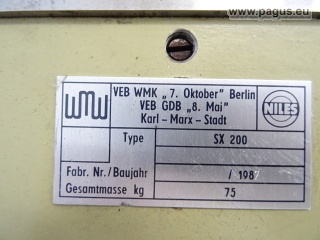 www.pagus.eu
WMW
VEB WMK „7. Oktober" Berlin
VEB GDB „8. Mai"
Karl - Marx - Stadt
NILES
Type SX 200
Fabr. Nr./Baujahr / 1987
Gesamtmasse kg 75